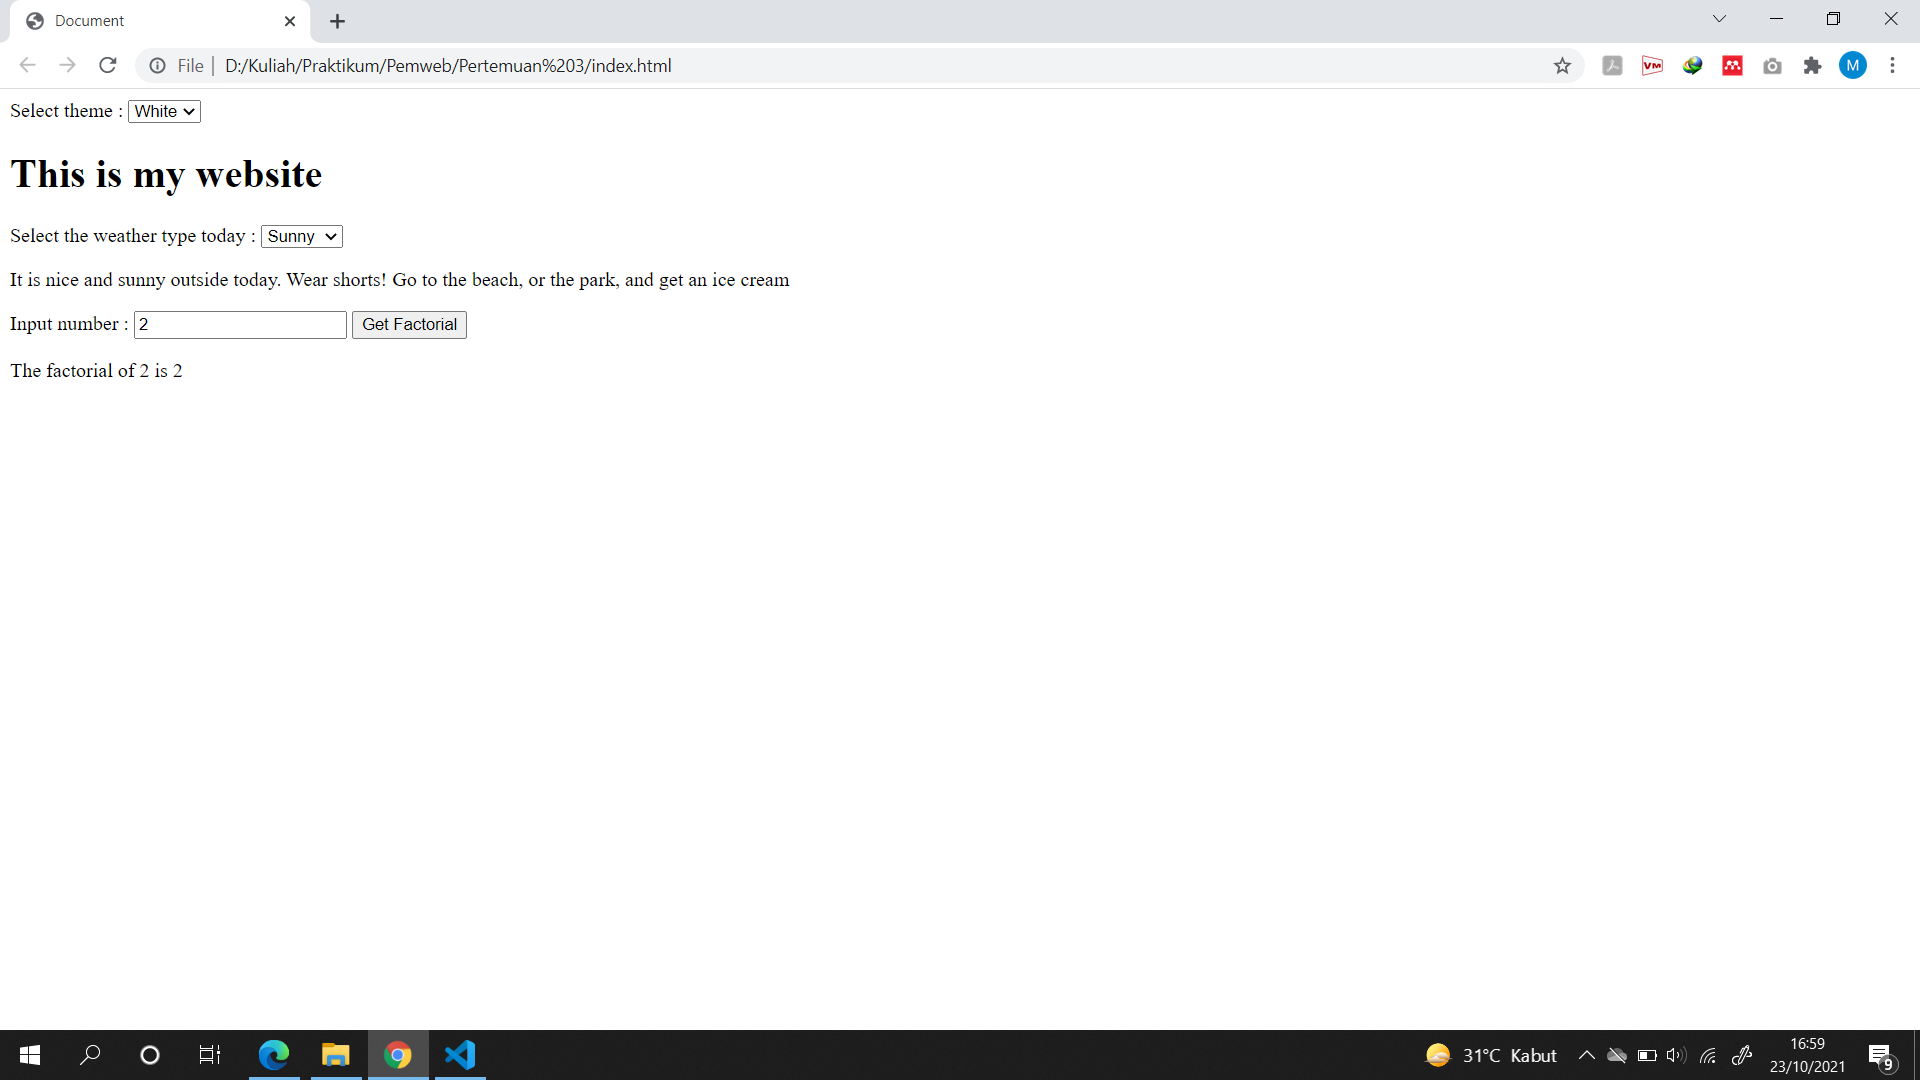 Document
File | D:/Kuliah/Praktikum/Pemweb/Pertemuan%203/index.html
VM
M
Select theme : White
This is my website
Select the weather type today : Sunny
It is nice and sunny outside today. Wear shorts! Go to the beach, or the park, and get an ice cream
Input number : 2 Get Factorial
The factorial of 2 is 2
31°C Kabut
16:59
23/10/2021
9